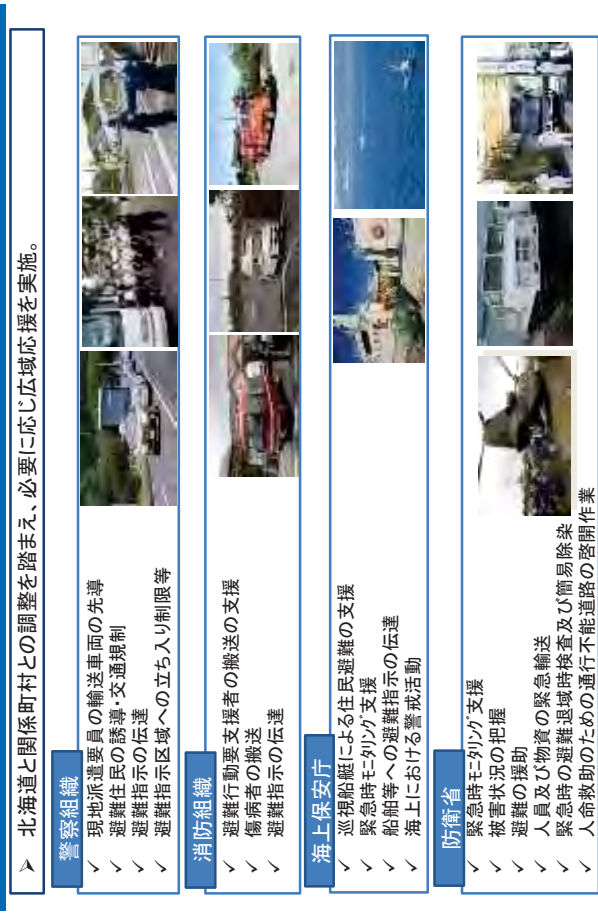 ➢ 北海道と関係町村との調整を踏まえ、必要に応じ広域応援を実施。
警察組織
✓ 現地派遣要員の輸送車両の先導
✓ 避難住民の誘導・交通規制
✓ 避難指示の伝達
✓ 避難指示区域への立ち入り制限等
消防組織
✓ 避難行動要支援者の搬送の支援
✓ 傷病者の搬送
✓ 避難指示の伝達
海上保安庁
✓ 巡視船艇による住民避難の支援
✓ 緊急時モニタリング支援
✓ 船舶等への避難指示の伝達
✓ 海上における警戒活動
防衛省
✓ 緊急時モニタリング支援
✓ 被害状況の把握
✓ 避難の援助
✓ 人員及び物資の緊急輸送
✓ 緊急時の避難退域時検査及び簡易除染
✓ 人命救助のための通行不能道路の啓開作業